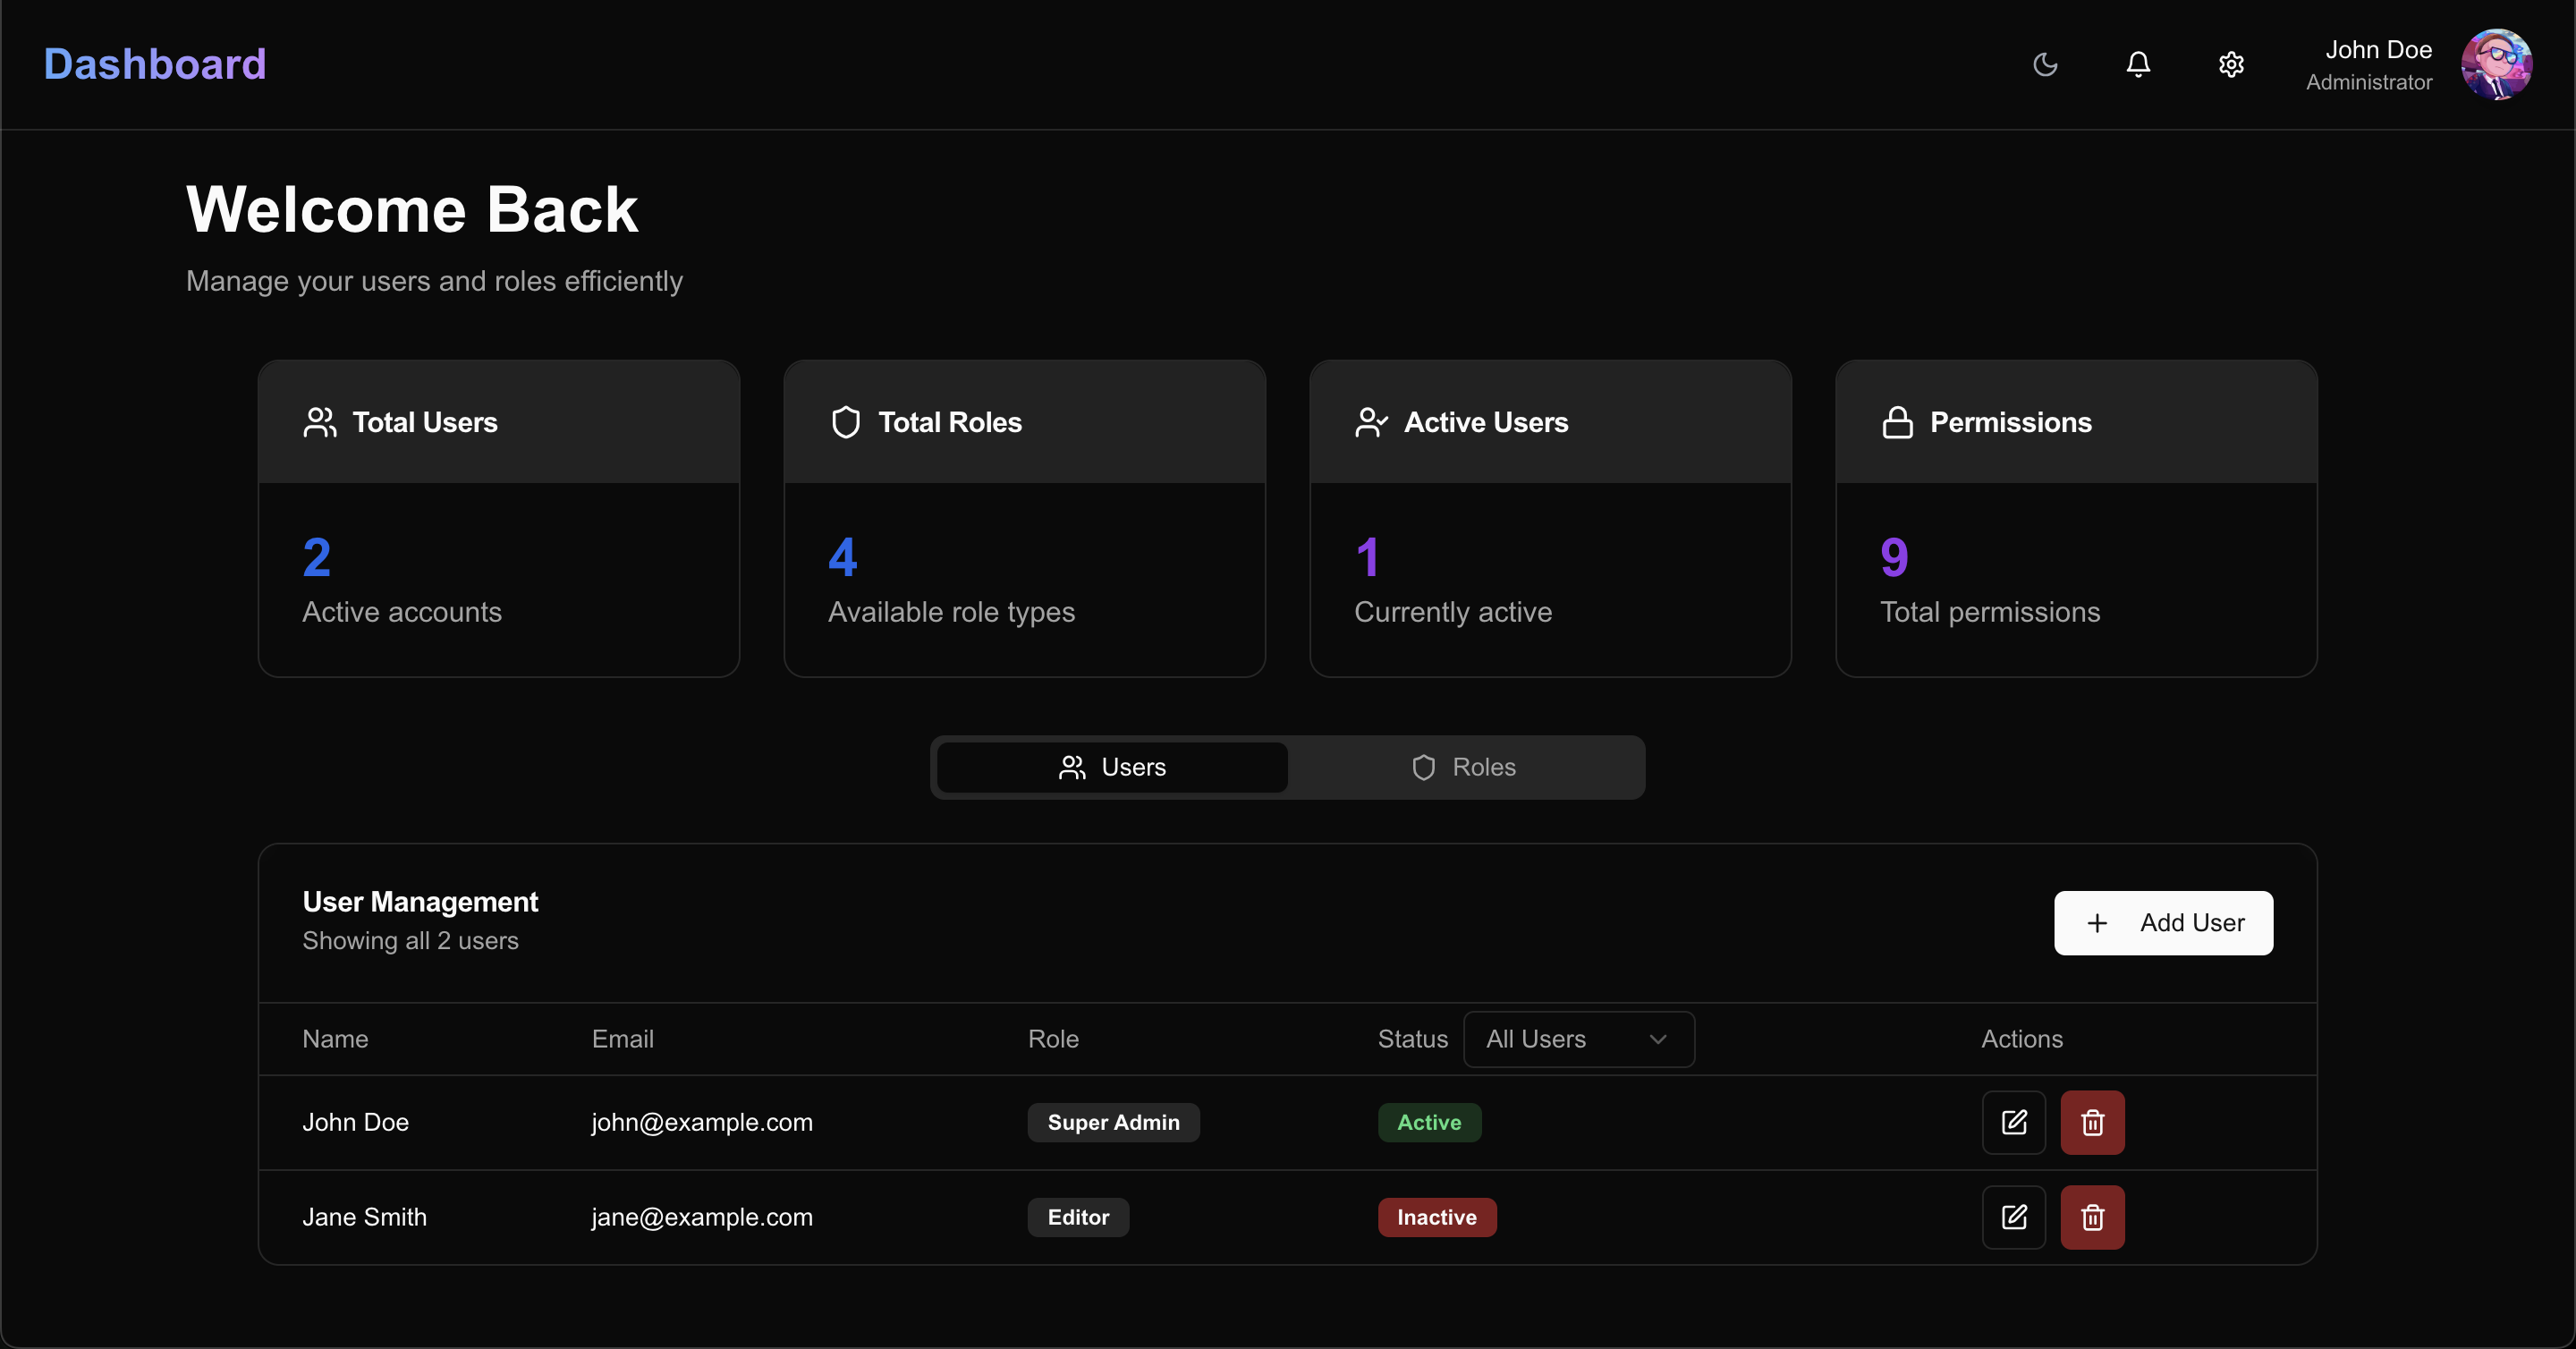 Dashboard
John Doe
Administrator
Welcome Back
Manage your users and roles efficiently
Total Users
2
Active accounts
Total Roles
4
Available role types
Active Users
1
Currently active
Permissions
9
Total permissions
Users
Roles
User Management
Showing all 2 users
Add User
Name Email Role Status All Users Actions
John Doe john@example.com Super Admin Active
Jane Smith jane@example.com Editor Inactive